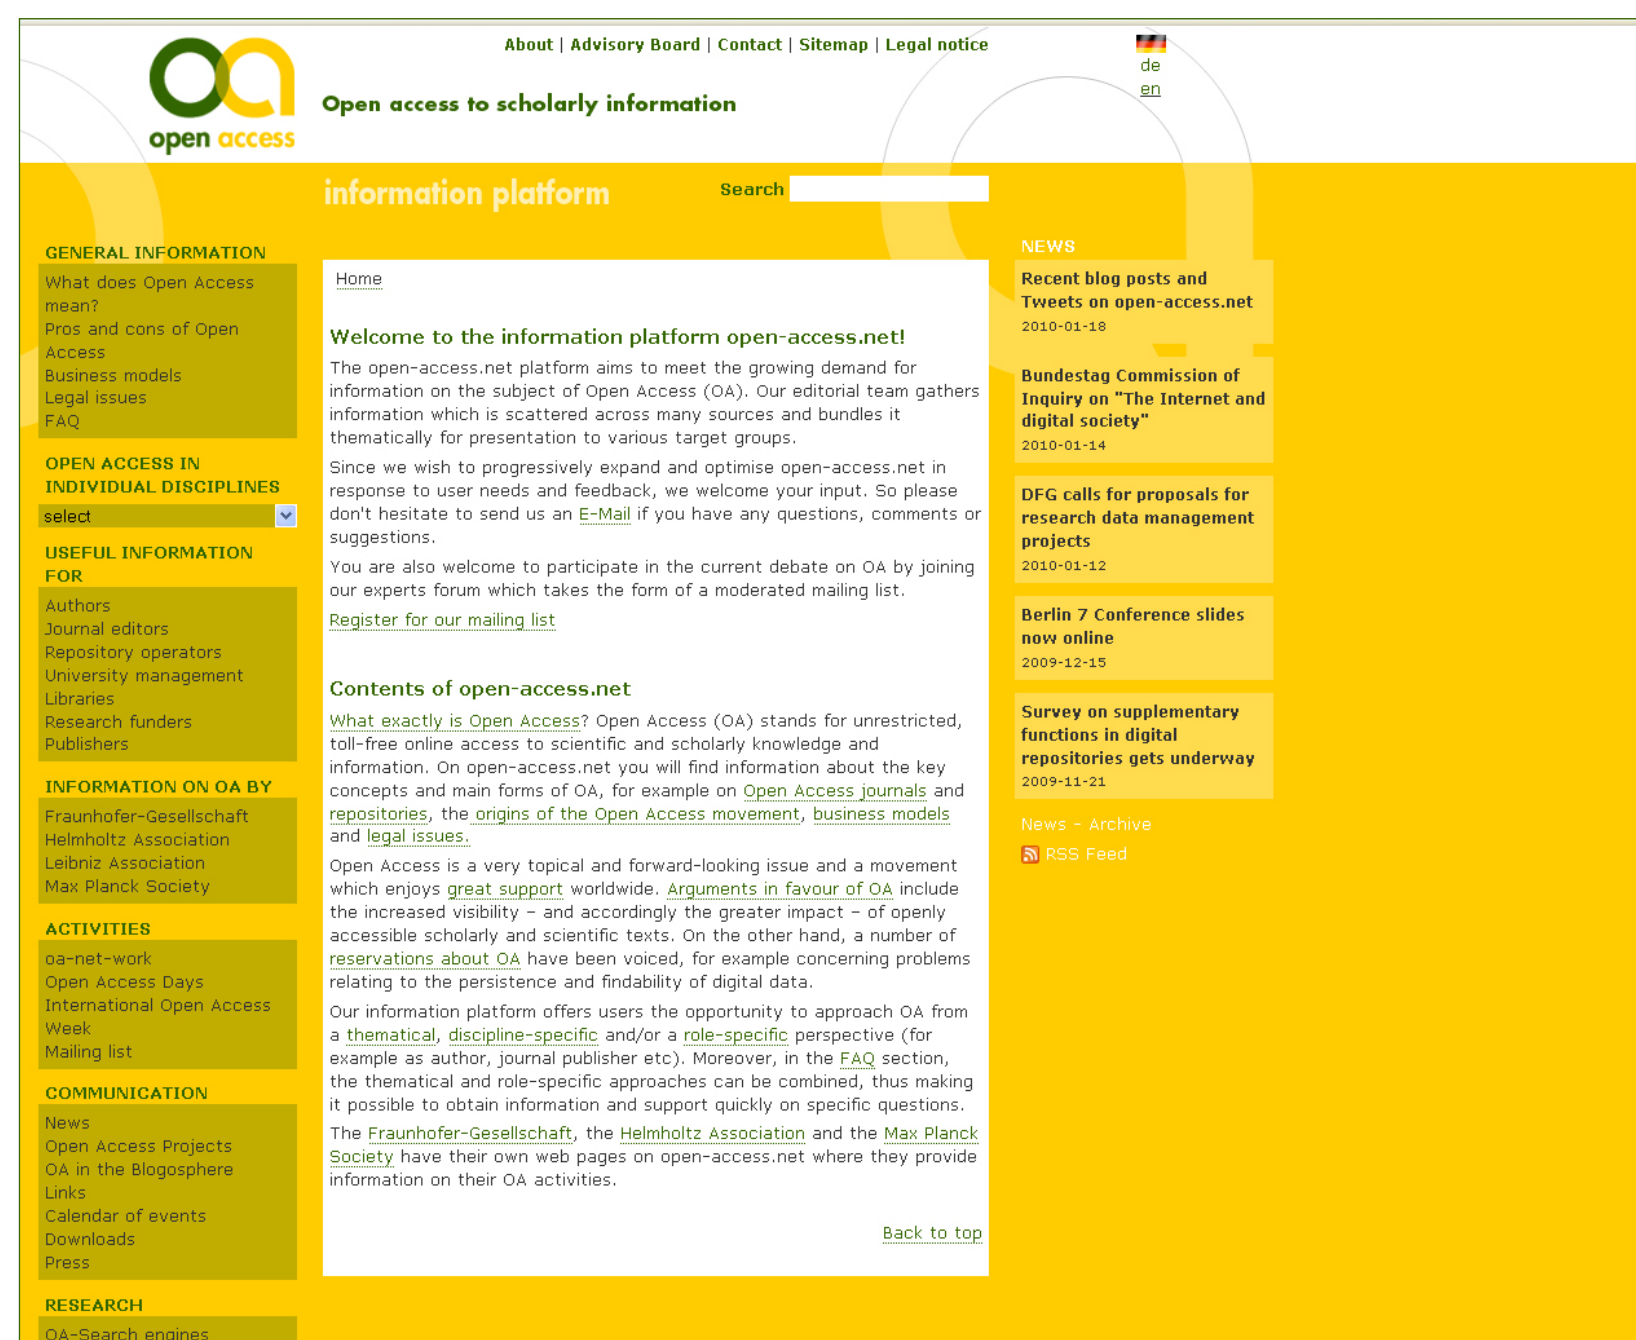 About | Advisory Board | Contact | Sitemap | Legal notice
de
en
open access
Open access to scholarly information
information platform
Search
GENERAL INFORMATION
What does Open Access
mean?
Pros and cons of Open
Access
Business models
Legal issues
FAQ
OPEN ACCESS IN
INDIVIDUAL DISCIPLINES
select
USEFUL INFORMATION
FOR
Authors
Journal editors
Repository operators
University management
Libraries
Research funders
Publishers
INFORMATION ON OA BY
Fraunhofer-Gesellschaft
Helmholtz Association
Leibniz Association
Max Planck Society
ACTIVITIES
oa-net-work
Open Access Days
International Open Access
Week
Mailing list
COMMUNICATION
News
Open Access Projects
OA in the Blogosphere
Links
Calendar of events
Downloads
Press
RESEARCH
OA-Search engines
Home
Welcome to the information platform open-access.net!
The open-access.net platform aims to meet the growing demand for
information on the subject of Open Access (OA). Our editorial team gathers
information which is scattered across many sources and bundles it
thematically for presentation to various target groups.
Since we wish to progressively expand and optimise open-access.net in
response to user needs and feedback, we welcome your input. So please
don't hesitate to send us an E-Mail if you have any questions, comments or
suggestions.
You are also welcome to participate in the current debate on OA by joining
our experts forum which takes the form of a moderated mailing list.
Register for our mailing list
Contents of open-access.net
What exactly is Open Access? Open Access (OA) stands for unrestricted,
toll-free online access to scientific and scholarly knowledge and
information. On open-access.net you will find information about the key
concepts and main forms of OA, for example on Open Access journals and
repositories, the origins of the Open Access movement, business models
and legal issues.
Open Access is a very topical and forward-looking issue and a movement
which enjoys great support worldwide. Arguments in favour of OA include
the increased visibility – and accordingly the greater impact – of openly
accessible scholarly and scientific texts. On the other hand, a number of
reservations about OA have been voiced, for example concerning problems
relating to the persistence and findability of digital data.
Our information platform offers users the opportunity to approach OA from
a thematical, discipline-specific and/or a role-specific perspective (for
example as author, journal publisher etc). Moreover, in the FAQ section,
the thematical and role-specific approaches can be combined, thus making
it possible to obtain information and support quickly on specific questions.
The Fraunhofer-Gesellschaft, the Helmholtz Association and the Max Planck
Society have their own web pages on open-access.net where they provide
information on their OA activities.
Back to top
NEWS
Recent blog posts and
Tweets on open-access.net
2010-01-18
Bundestag Commission of
Inquiry on "The Internet and
digital society"
2010-01-14
DFG calls for proposals for
research data management
projects
2010-01-12
Berlin 7 Conference slides
now online
2009-12-15
Survey on supplementary
functions in digital
repositories gets underway
2009-11-21
News - Archive
RSS Feed